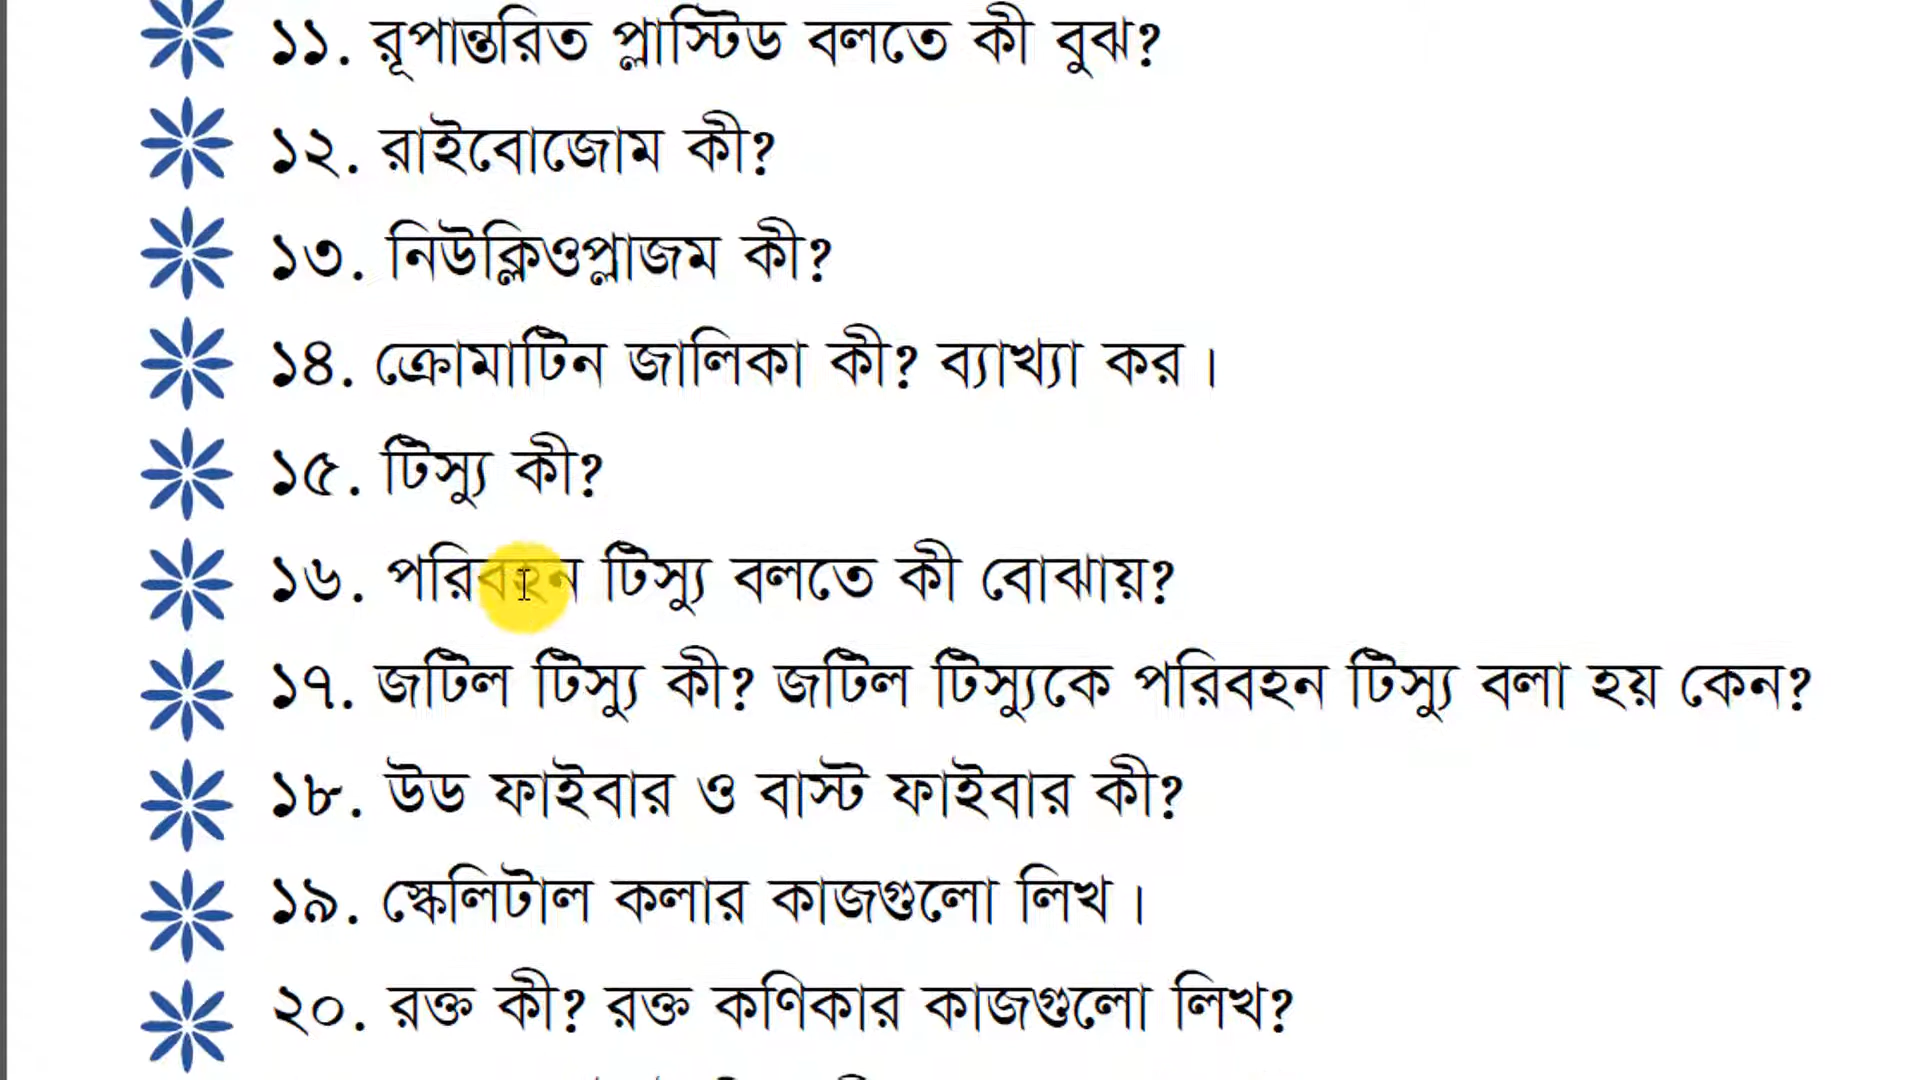 ১১. রূপান্তরিত প্লাস্টিড বলতে কী বুঝ?
১২. রাইবোজোম কী?
১৩. নিউক্লিওপ্লাজম কী?
১৪. ক্রোমাটিন জালিকা কী? ব্যাখ্যা কর।
১৫. টিস্যু কী?
১৬. পরিবহন টিস্যু বলতে কী বোঝায়?
১৭. জটিল টিস্যু কী? জটিল টিস্যুকে পরিবহন টিস্যু বলা হয় কেন?
১৮. উড ফাইবার ও বাস্ট ফাইবার কী?
১৯. স্কেলিটাল কলার কাজগুলো লিখ।
২০. রক্ত কী? রক্ত কণিকার কাজগুলো লিখ?